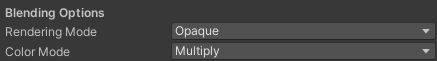 Blending Options
Rendering Mode Opaque
Color Mode Multiply